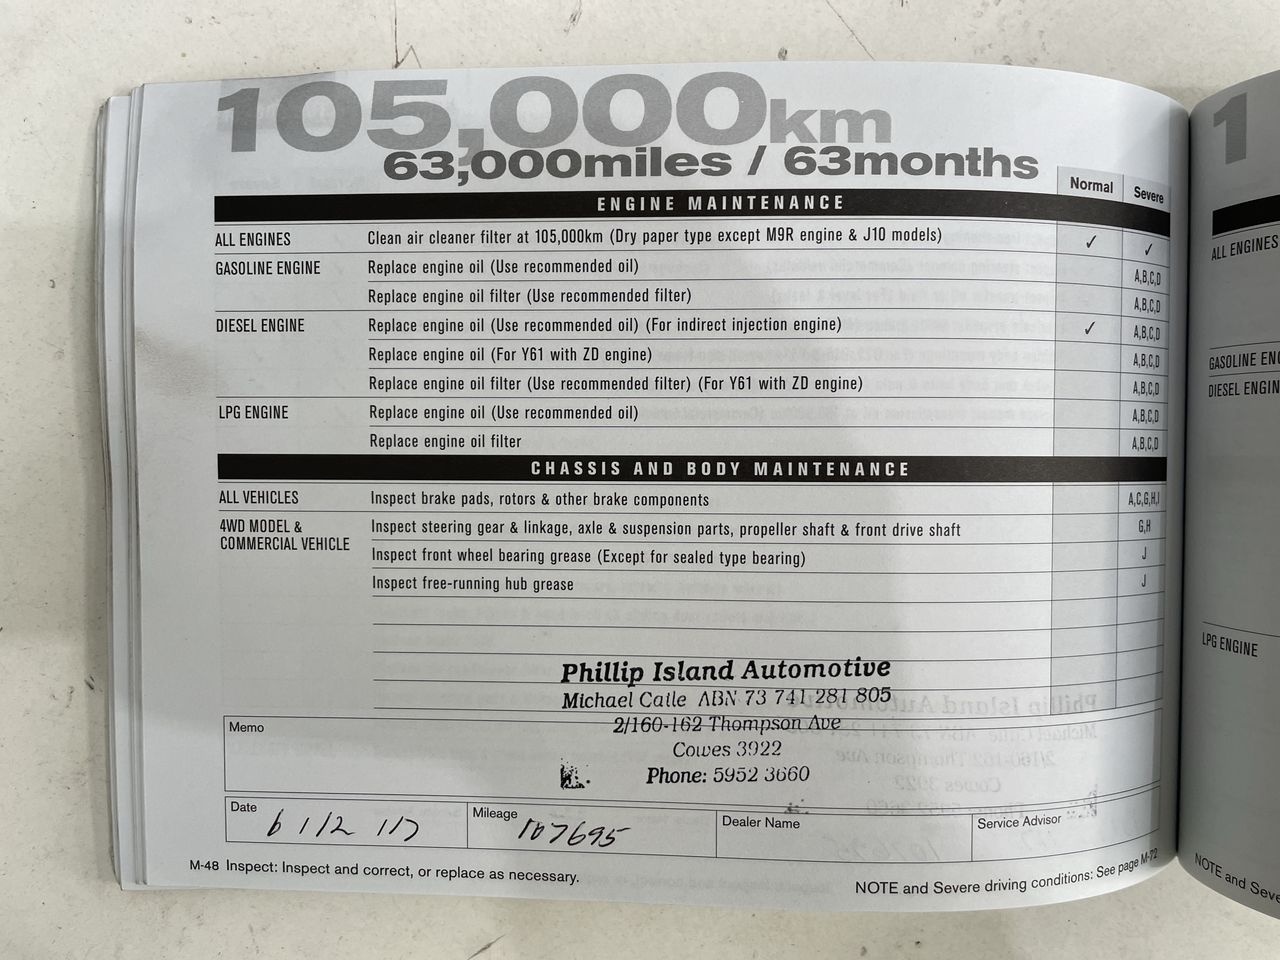 105,000km
63,000miles / 63months
Normal Severe
ENGINE MAINTENANCE
ALL ENGINES Clean air cleaner filter at 105,000km (Dry paper type except M9R engine & J10 models) ✓ ✓
GASOLINE ENGINE Replace engine oil (Use recommended oil) A,B,C,D
Replace engine oil filter (Use recommended filter) A,B,C,D
DIESEL ENGINE Replace engine oil (Use recommended oil) (For indirect injection engine) ✓ A,B,C,D
Replace engine oil (For Y61 with ZD engine) A,B,C,D
Replace engine oil filter (Use recommended filter) (For Y61 with ZD engine) A,B,C,D
LPG ENGINE Replace engine oil (Use recommended oil) A,B,C,D
Replace engine oil filter A,B,C,D
CHASSIS AND BODY MAINTENANCE
ALL VEHICLES Inspect brake pads, rotors & other brake components A,C,G,H,I
4WD MODEL & Inspect steering gear & linkage, axle & suspension parts, propeller shaft & front drive shaft G,H
COMMERCIAL VEHICLE
Inspect front wheel bearing grease (Except for sealed type bearing) J
Inspect free-running hub grease J
Phillip Island Automotive
Michael Caile ABN 73 741 281 805
2/160-162 Thompson Ave
Cowes 3922
Phone: 5952 3660
Memo
Date 6 1/2 1/7
Mileage 107695
Dealer Name
Service Advisor
M-48 Inspect: Inspect and correct, or replace as necessary.
NOTE and Severe driving conditions: See page M-72
1
ALL ENGINES
GASOLINE
DIESEL
LPG ENGINE
NOTE and